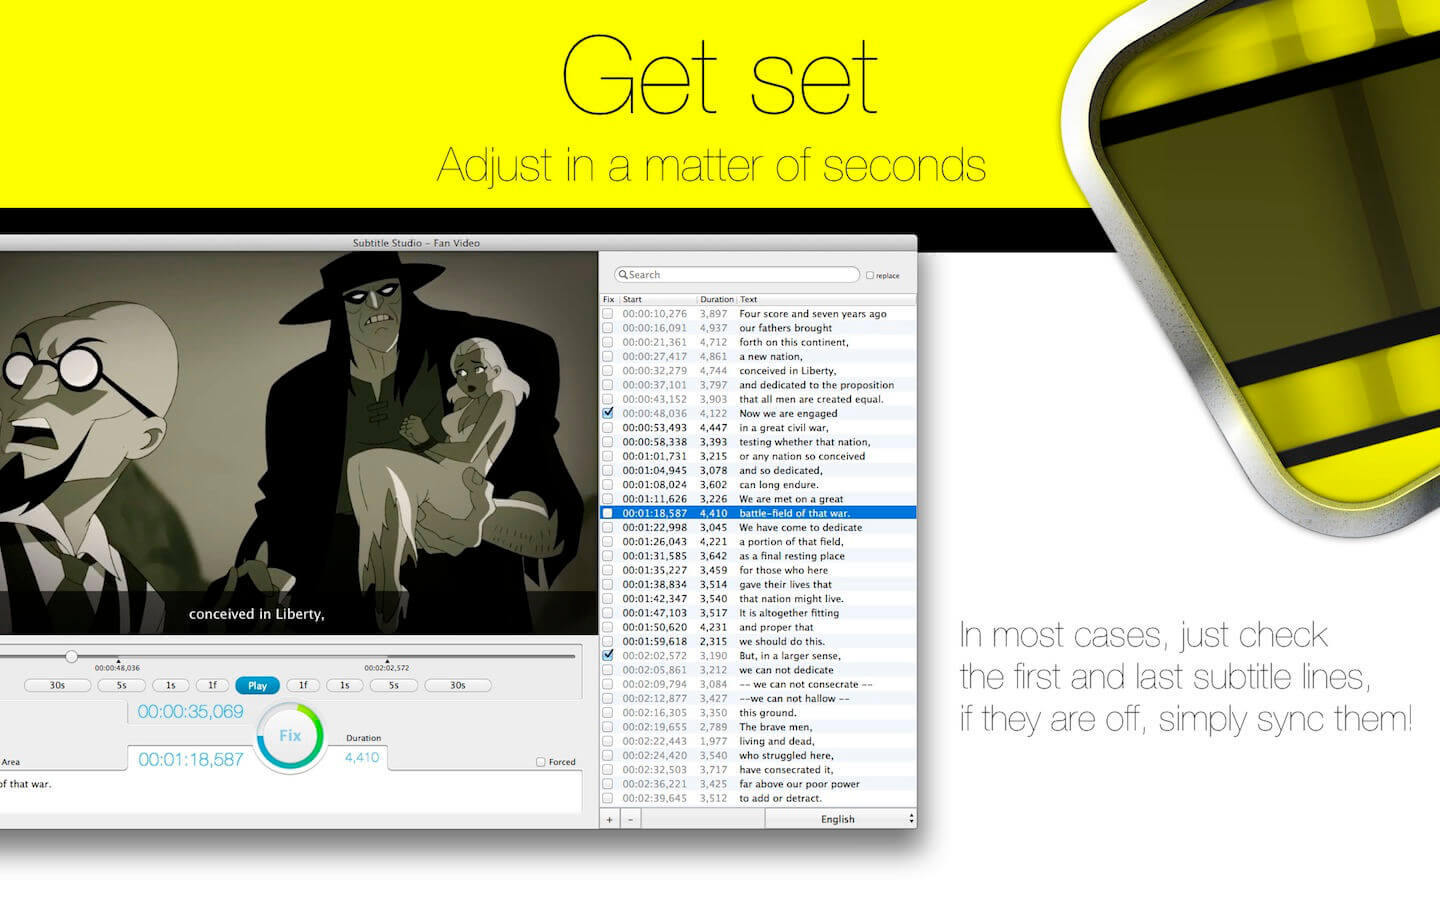 Get set
Adjust in a matter of seconds
Subtitle Studio – Fan Video
Search
replace
Fix Start Duration Text
00:00:10,276 3,897 Four score and seven years ago
00:00:16,091 4,937 our fathers brought
00:00:21,361 4,712 forth on this continent,
00:00:27,417 4,861 a new nation,
00:00:32,279 4,744 conceived in Liberty,
00:00:37,101 3,797 and dedicated to the proposition
00:00:43,152 3,903 that all men are created equal.
00:00:48,036 4,122 Now we are engaged
00:00:53,493 4,447 in a great civil war,
00:00:58,338 3,393 testing whether that nation,
00:01:01,731 3,215 or any nation so conceived
00:01:04,945 3,078 and so dedicated,
00:01:08,024 3,602 can long endure.
00:01:11,626 3,226 We are met on a great
00:01:18,587 4,410 battle-field of that war.
00:01:22,998 3,045 We have come to dedicate
00:01:26,043 4,221 a portion of that field,
00:01:31,585 3,642 as a final resting place
00:01:35,227 3,459 for those who here
00:01:38,834 3,514 gave their lives that
00:01:42,347 3,540 that nation might live.
00:01:47,103 3,517 It is altogether fitting
00:01:50,620 4,231 and proper that
00:01:59,618 2,315 we should do this.
00:02:02,572 3,190 But, in a larger sense,
00:02:05,861 3,212 we can not dedicate
00:02:09,794 3,084 -- we can not consecrate --
00:02:12,877 3,427 --we can not hallow --
00:02:16,305 3,350 this ground.
00:02:19,655 2,789 The brave men,
00:02:22,443 1,977 living and dead,
00:02:24,420 3,540 who struggled here,
00:02:32,503 3,717 have consecrated it,
00:02:36,221 3,425 far above our poor power
00:02:39,645 3,512 to add or detract.
+ - English
conceived in Liberty,
00:00:48,036 00:02:02,572
30s 5s 1s 1f Play 1f 1s 5s 30s
00:00:35,069
Fix
Duration
Area 00:01:18,587 4,410 Forced
of that war.
In most cases, just check
the first and last subtitle lines,
if they are off, simply sync them!